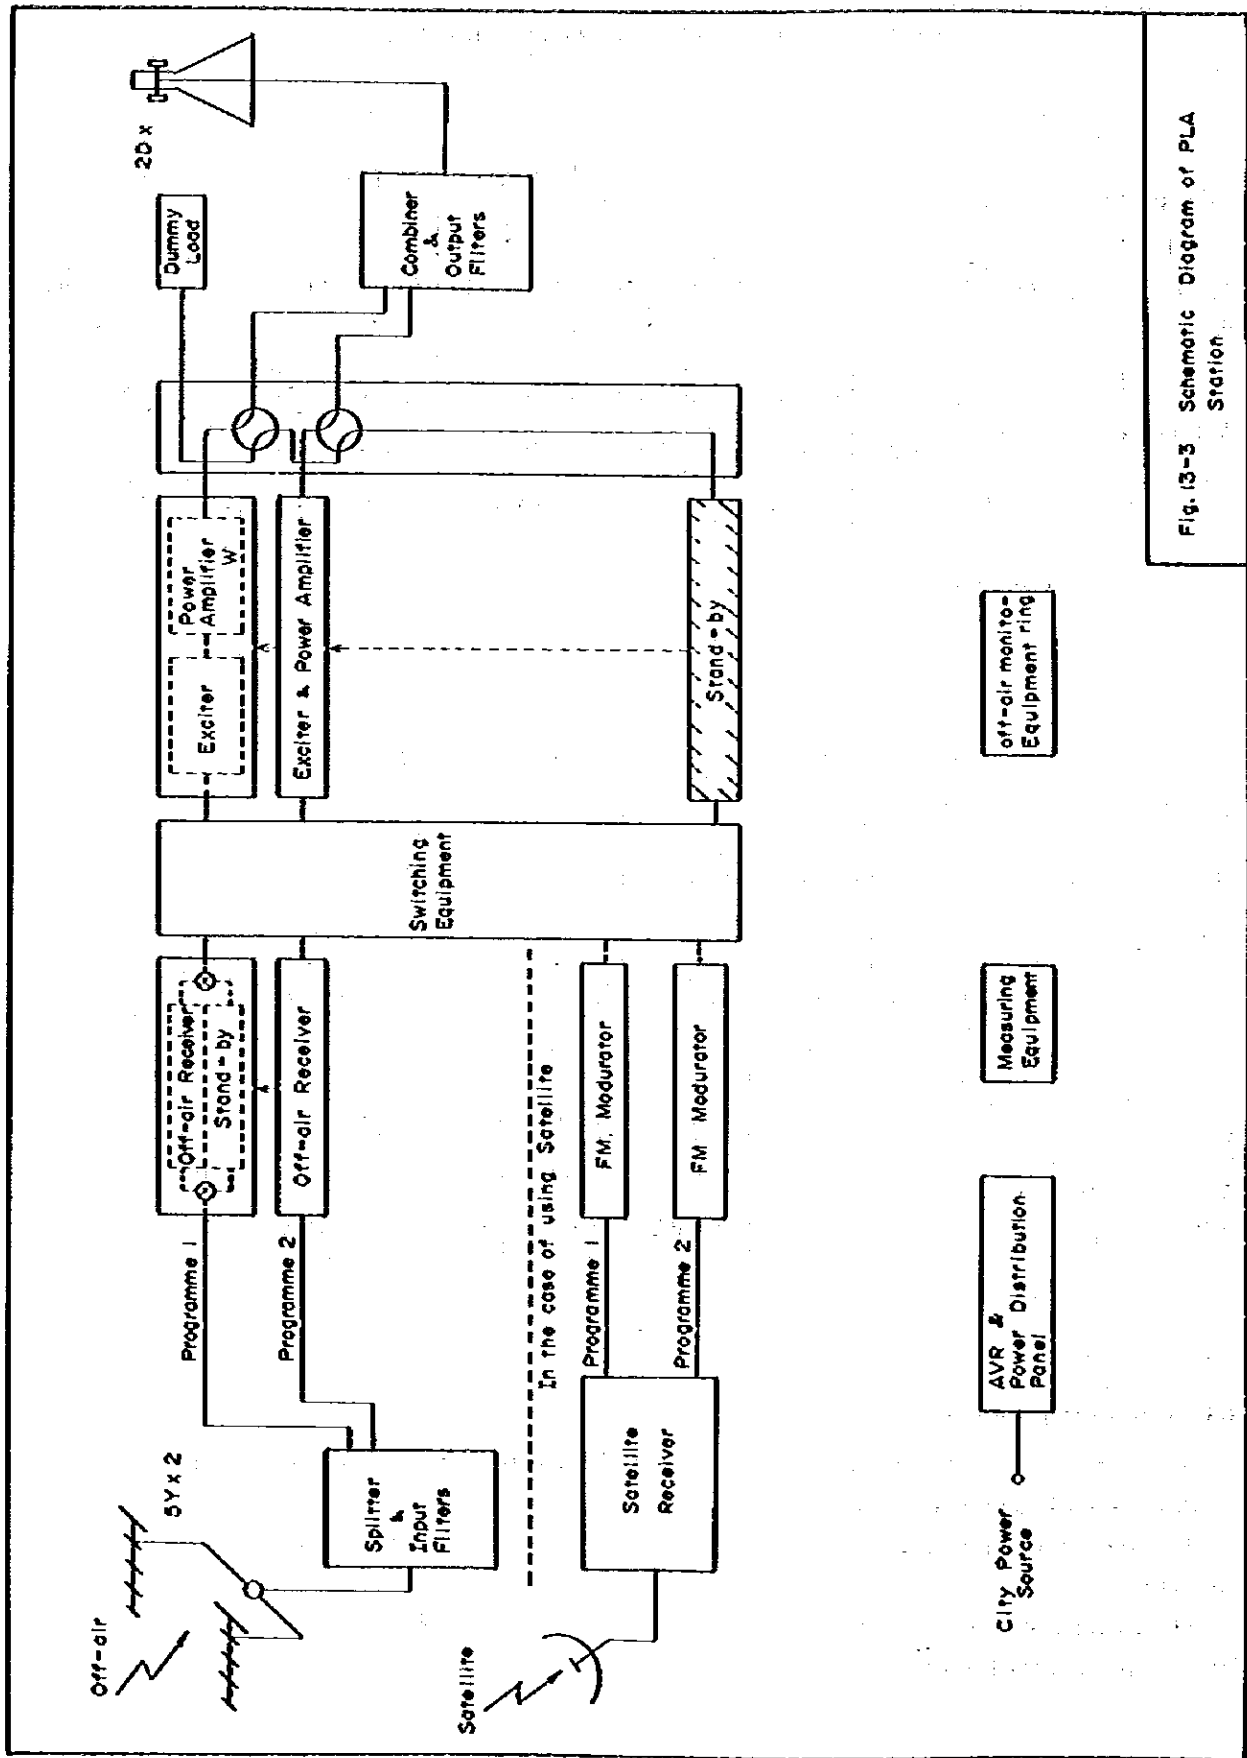 Off-air
5Y x 2
Splitter
&
Input
Filters
Programme 1
Programme 2
Off-air Receiver
Stand-by
Off-air Receiver
Switching
Equipment
Exciter
Power
Amplifier
W
Exciter & Power Amplifier
Stand-by
Dummy
Load
2D x
Combiner
&
Output
Filters
In the case of using Satellite
Satellite
Satellite
Receiver
Programme 1
Programme 2
FM. Modurator
FM Modurator
City Power
Source
AVR &
Power Distribution
Panel
Measuring
Equipment
off-air monito-
Equipment ring
Fig. 13-3 Schematic Diagram of PLA
Station